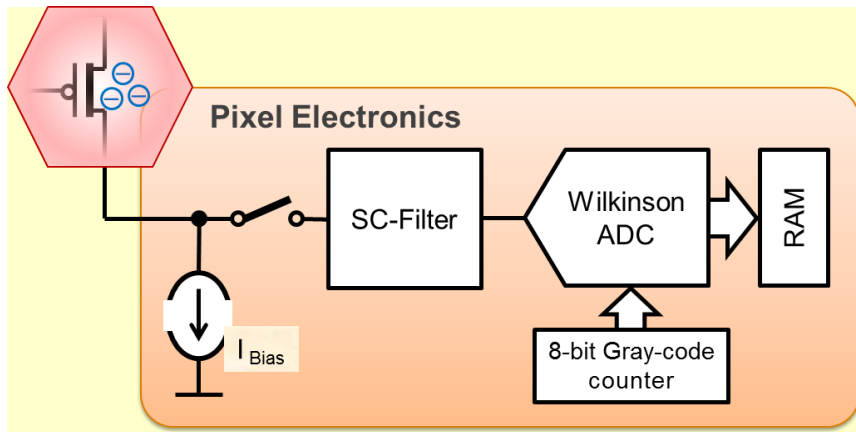 Pixel Electronics
SC-Filter
Wilkinson
ADC
RAM
I Bias
8-bit Gray-code
counter